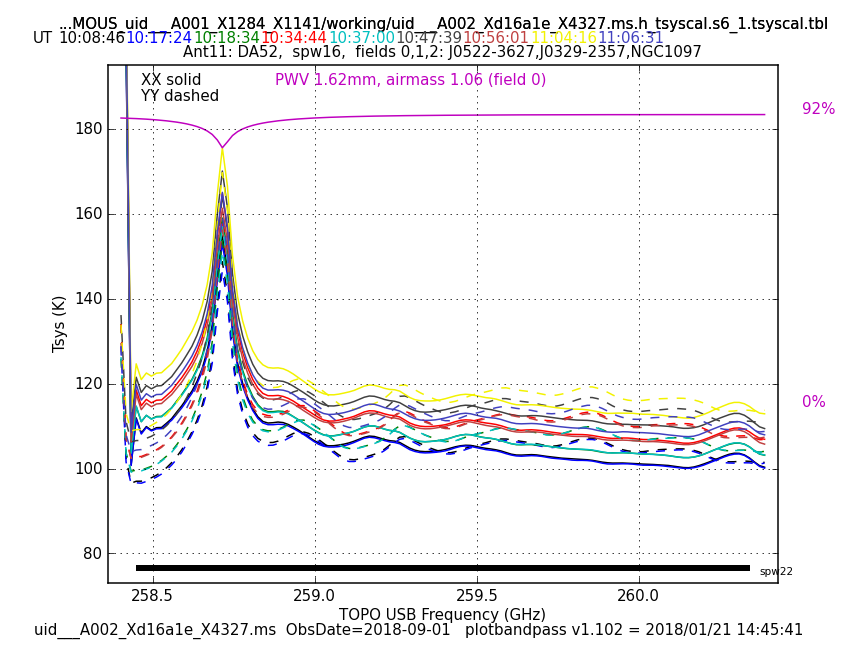 ...MOUS_uid___A001_X1284_X1141/working/uid___A002_Xd16a1e_X4327.ms.h_tsyscal.s6_1.tsyscal.tbl
UT 10:08:46 10:17:24 10:18:34 10:34:44 10:37:00 10:47:39 10:56:01 11:04:16 11:06:31
Ant11: DA52,  spw16,  fields 0,1,2: J0522-3627,J0329-2357,NGC1097
XX solid
YY dashed
PWV 1.62mm, airmass 1.06 (field 0)
92%
0%
180
160
140
120
100
80
Tsys (K)
spw22
258.5 259.0 259.5 260.0
TOPO USB Frequency (GHz)
uid___A002_Xd16a1e_X4327.ms  ObsDate=2018-09-01   plotbandpass v1.102 = 2018/01/21 14:45:41